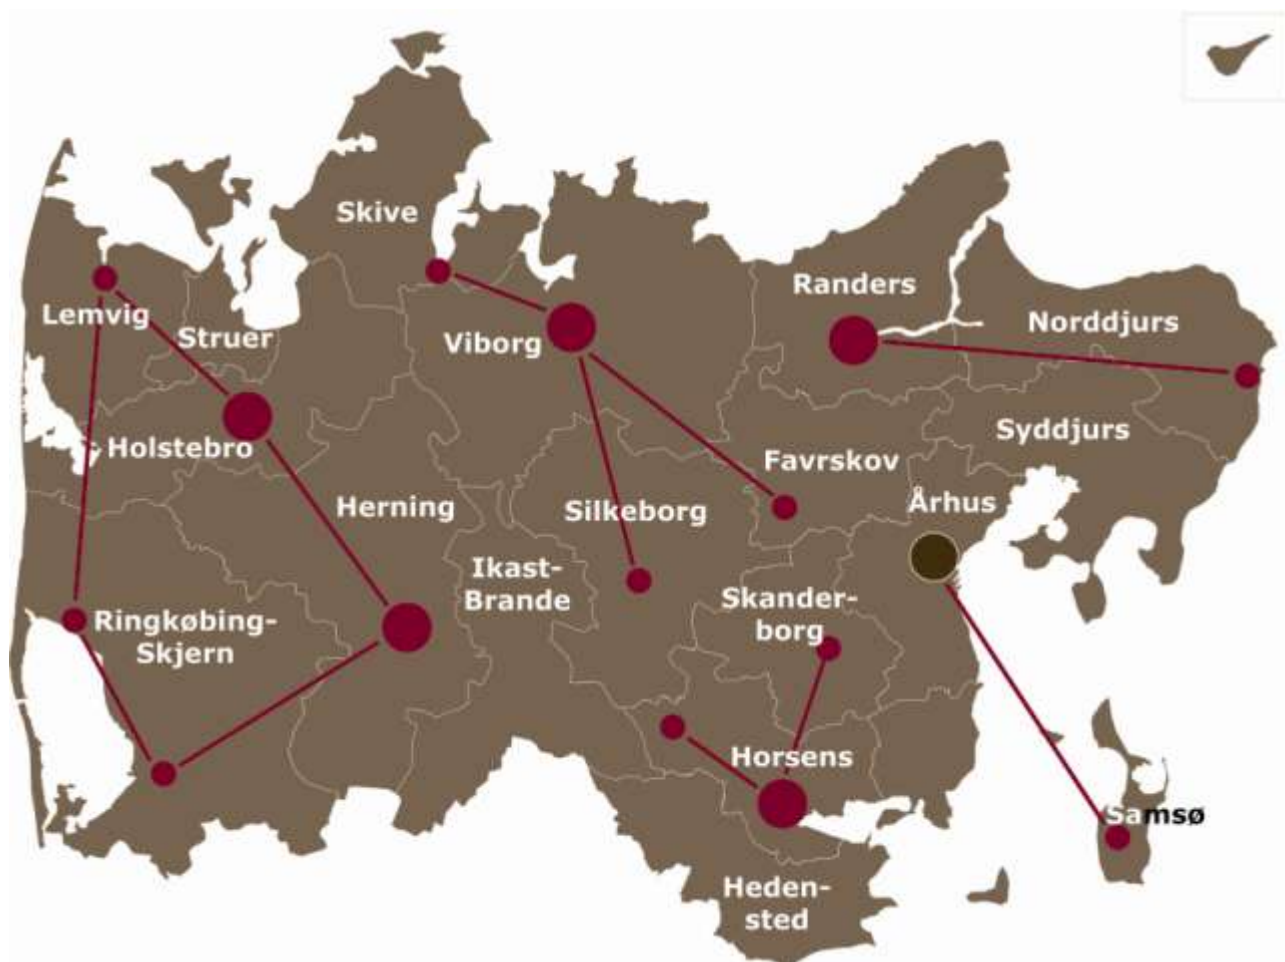 Skive
Randers
Lemvig
Struer
Viborg
Norddjurs
Holstebro
Favrskov
Syddjurs
Herning
Silkeborg
Århus
Ikast-
Brande
Skander-
borg
Ringkøbing-
Skjern
Horsens
Samsø
Heden-
sted